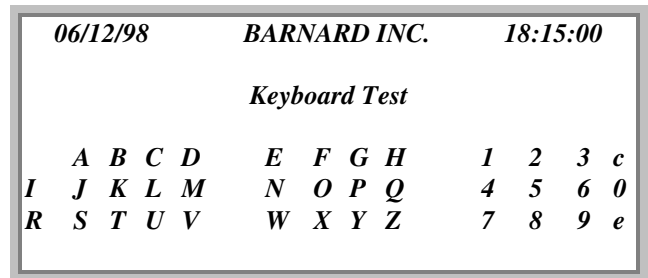 06/12/98 BARNARD INC. 18:15:00
Keyboard Test
A B C D E F G H 1 2 3 c
I J K L M N O P Q 4 5 6 0
R S T U V W X Y Z 7 8 9 e